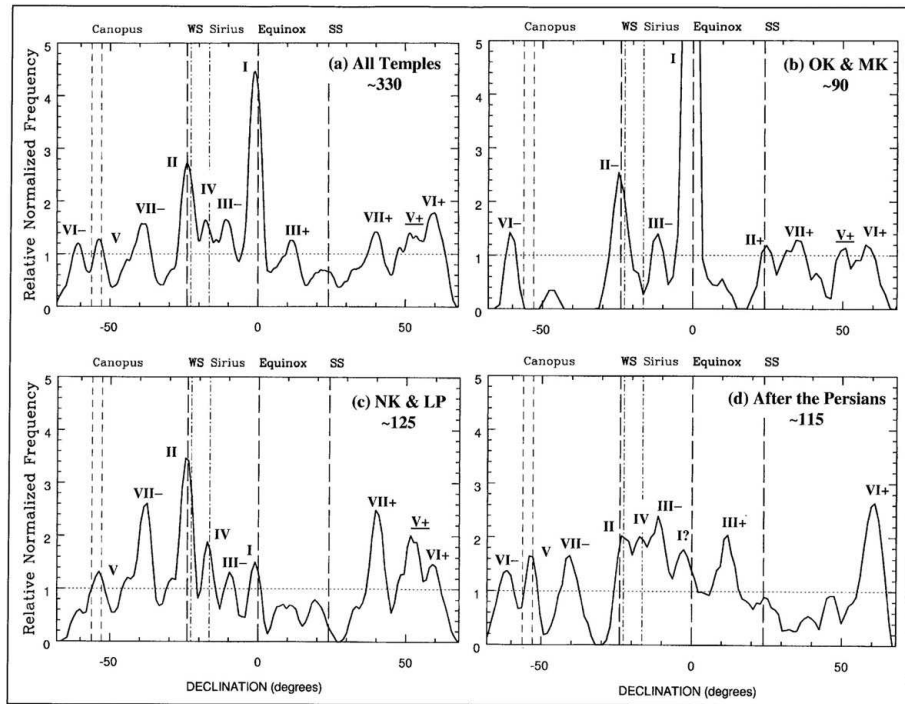 Canopus WS Sirius Equinox SS
Canopus WS Sirius Equinox SS
Relative Normalized Frequency
5
4
3
2
1
0
(a) All Temples
~330
I
II
IV
III–
VI–
V
VII–
III+
VII+
V+
VI+
-50 0 50
5
4
3
2
1
0
(b) OK & MK
~90
I
II–
III–
VI–
II+
VII+
V+
VI+
-50 0 50
Canopus WS Sirius Equinox SS
Canopus WS Sirius Equinox SS
Relative Normalized Frequency
5
4
3
2
1
0
(c) NK & LP
~125
II
VII–
IV
III–
I
V
VII+
V+
VI+
-50 0 50
DECLINATION (degrees)
5
4
3
2
1
0
(d) After the Persians
~115
VI–
V
VII–
II
IV
III–
I?
III+
VI+
-50 0 50
DECLINATION (degrees)